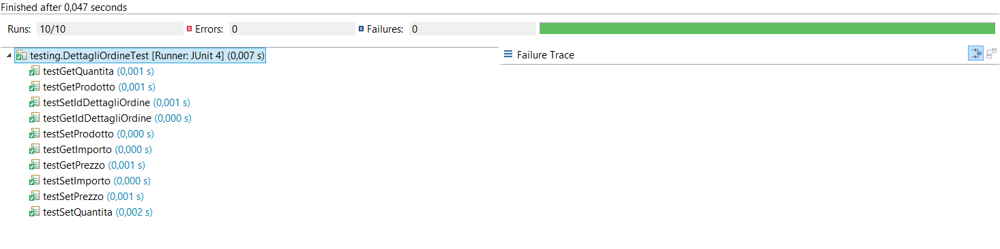 Finished after 0,047 seconds
Runs: 10/10 Errors: 0 Failures: 0
testing.DettagliOrdineTest [Runner: JUnit 4] (0,007 s)
Failure Trace
testGetQuantita (0,001 s)
testGetProdotto (0,001 s)
testSetIdDettagliOrdine (0,001 s)
testGetIdDettagliOrdine (0,000 s)
testSetProdotto (0,000 s)
testGetImporto (0,000 s)
testGetPrezzo (0,001 s)
testSetImporto (0,000 s)
testSetPrezzo (0,001 s)
testSetQuantita (0,002 s)